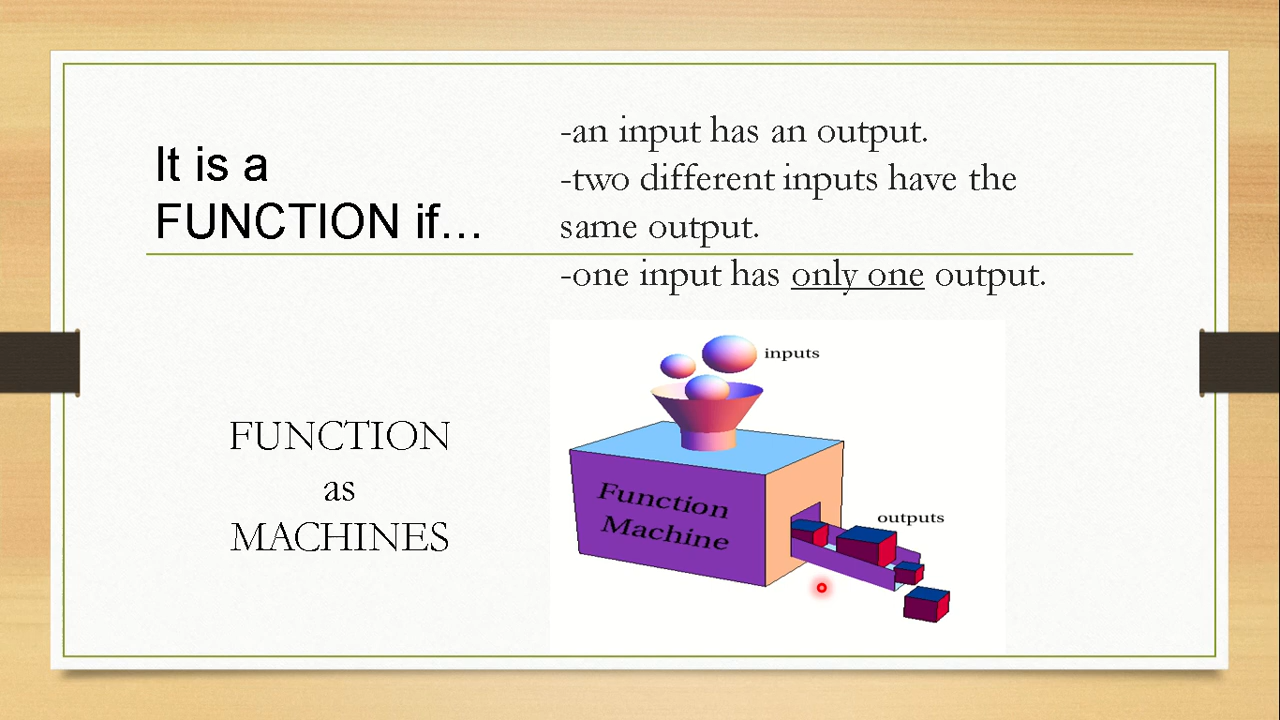 It is a
FUNCTION if...
-an input has an output.
-two different inputs have the
same output.
-one input has only one output.
FUNCTION
as
MACHINES
inputs
Function
Machine
outputs